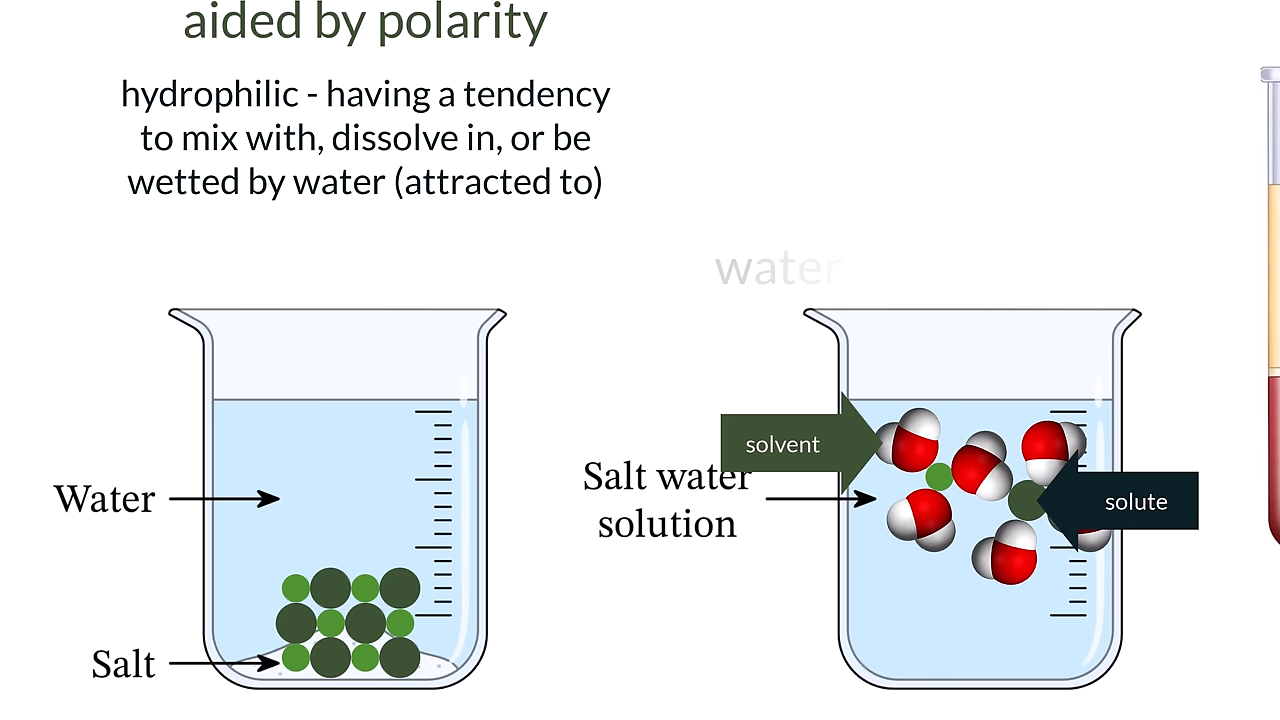 aided by polarity
hydrophilic - having a tendency
to mix with, dissolve in, or be
wetted by water (attracted to)
water
solvent
Salt water
solution
solute
Water
Salt